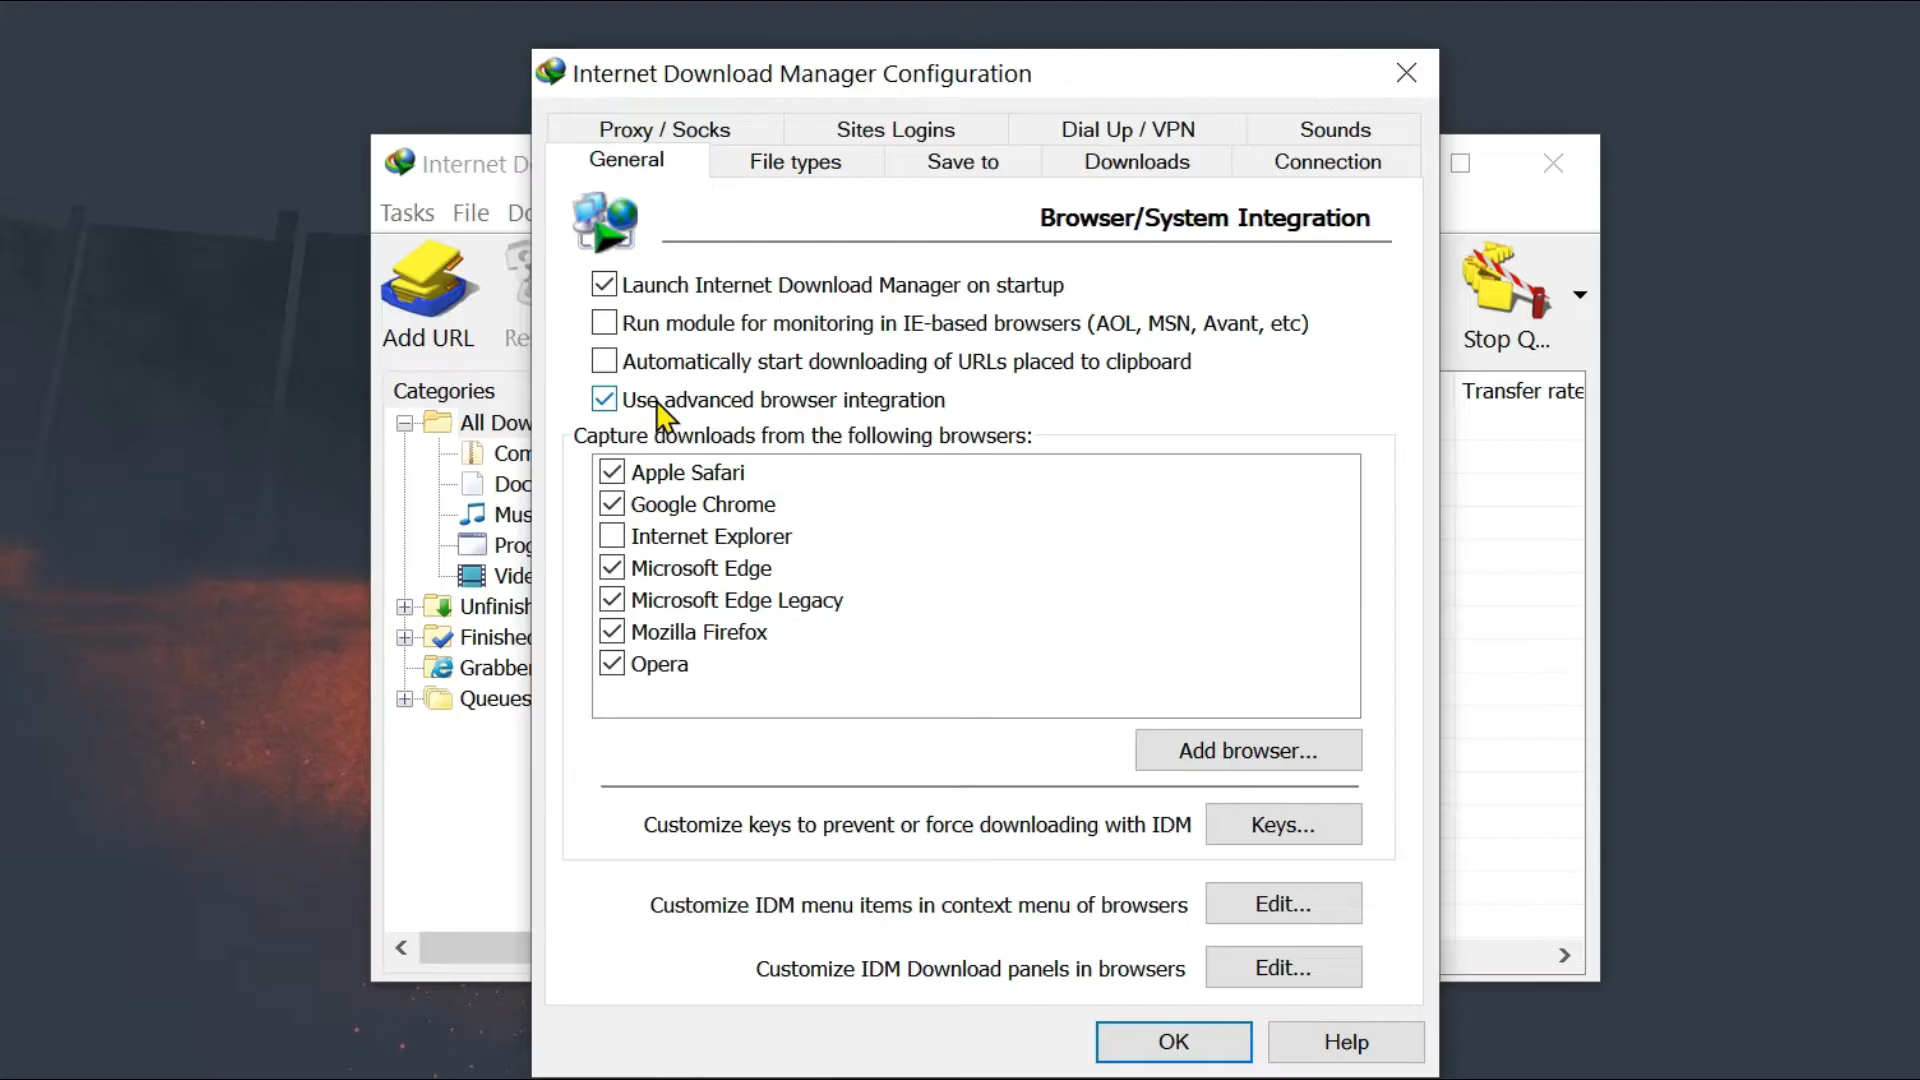 Internet Download Manager Configuration
Proxy / Socks
Sites Logins
Dial Up / VPN
Sounds
General
File types
Save to
Downloads
Connection
Browser/System Integration
Launch Internet Download Manager on startup
Run module for monitoring in IE-based browsers (AOL, MSN, Avant, etc)
Automatically start downloading of URLs placed to clipboard
Use advanced browser integration
Capture downloads from the following browsers:
Apple Safari
Google Chrome
Internet Explorer
Microsoft Edge
Microsoft Edge Legacy
Mozilla Firefox
Opera
Add browser...
Customize keys to prevent or force downloading with IDM
Keys...
Customize IDM menu items in context menu of browsers
Edit...
Customize IDM Download panels in browsers
Edit...
OK
Help
Internet D
Tasks File Do
Add URL
Re
Categories
All Dow
Com
Doc
Mus
Prog
Vide
Unfinish
Finished
Grabber
Queues
Stop Q...
Transfer rate